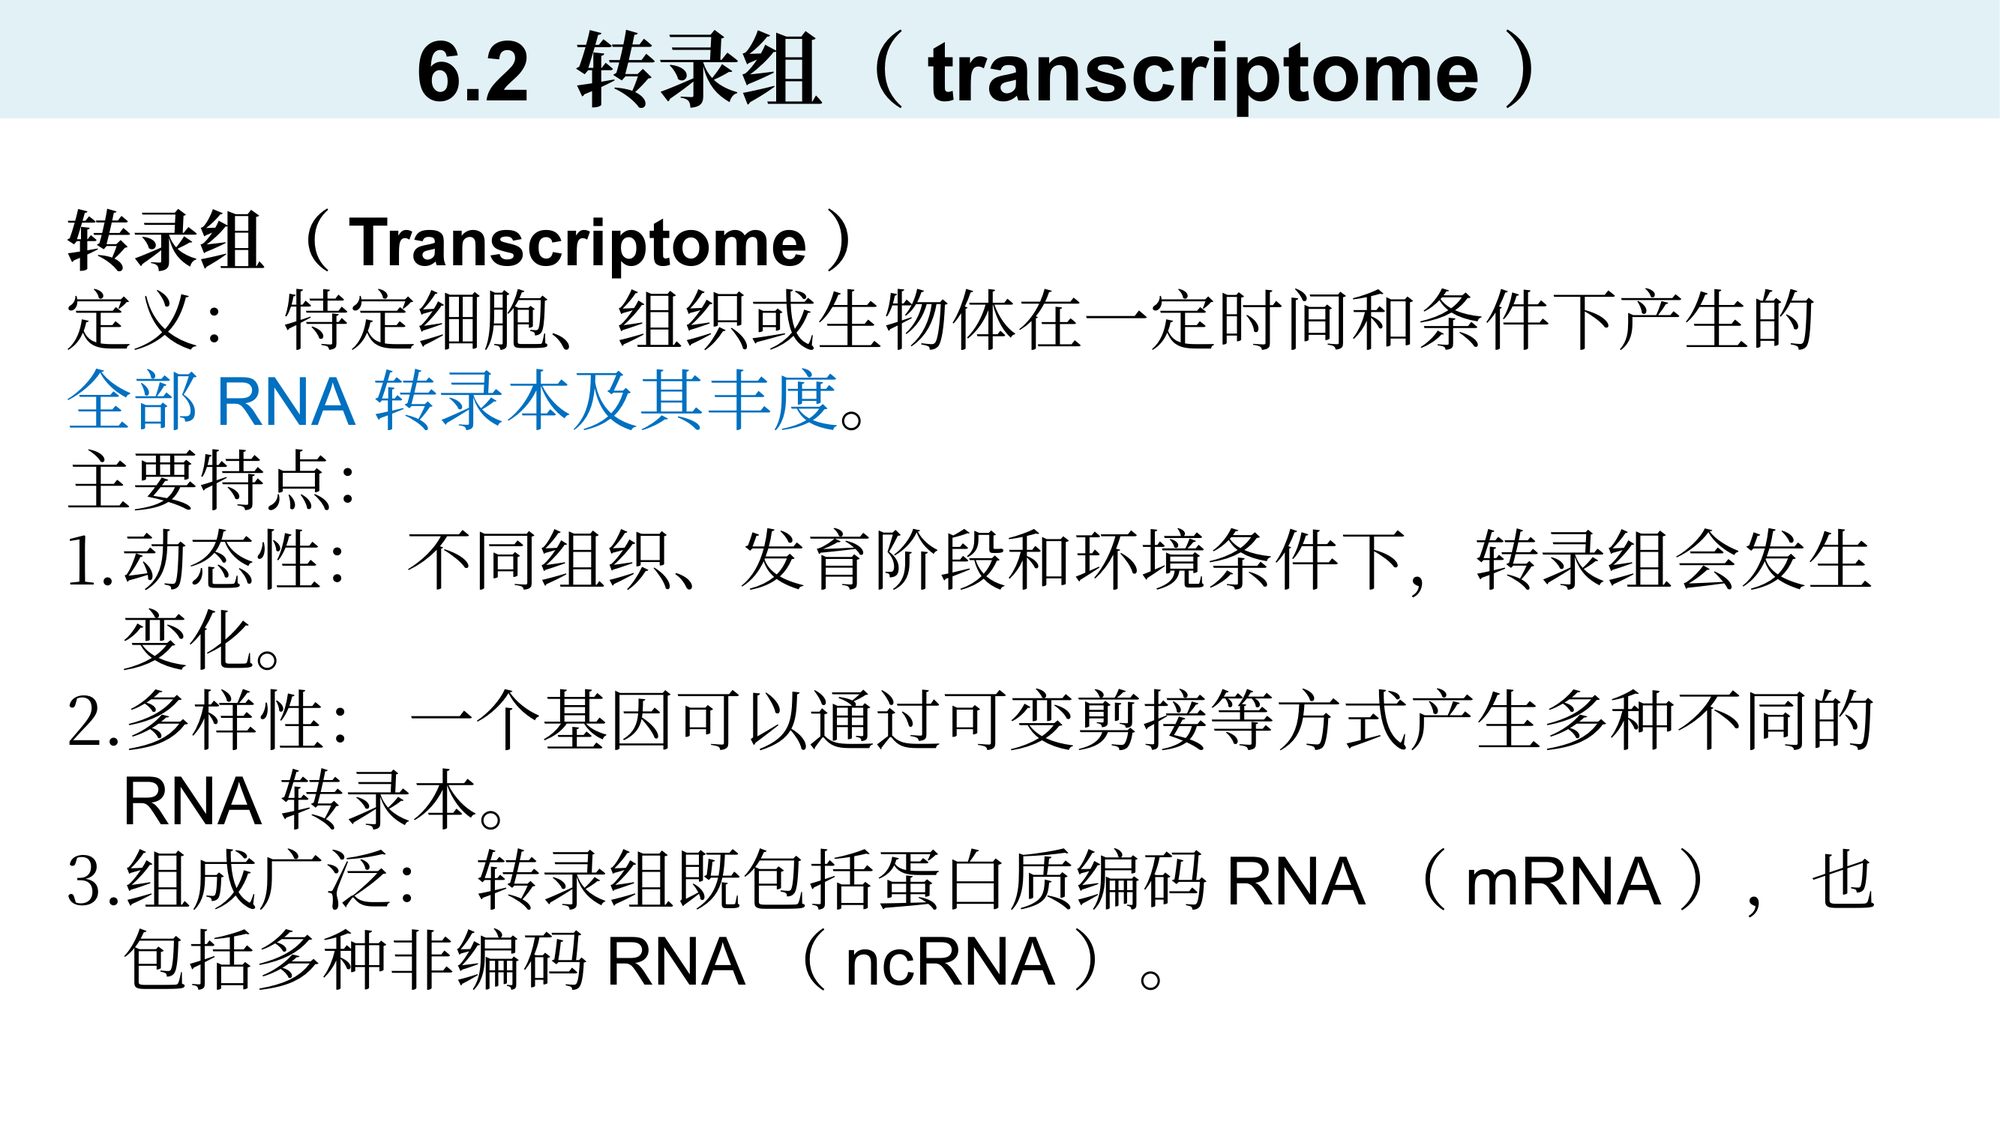 6.2 转录组（transcriptome）
转录组（Transcriptome）
定义： 特定细胞、组织或生物体在一定时间和条件下产生的
全部 RNA 转录本及其丰度。
主要特点：
1.动态性： 不同组织、发育阶段和环境条件下，转录组会发生
变化。
2.多样性： 一个基因可以通过可变剪接等方式产生多种不同的
RNA 转录本。
3.组成广泛： 转录组既包括蛋白质编码 RNA （mRNA），也
包括多种非编码 RNA （ncRNA）。